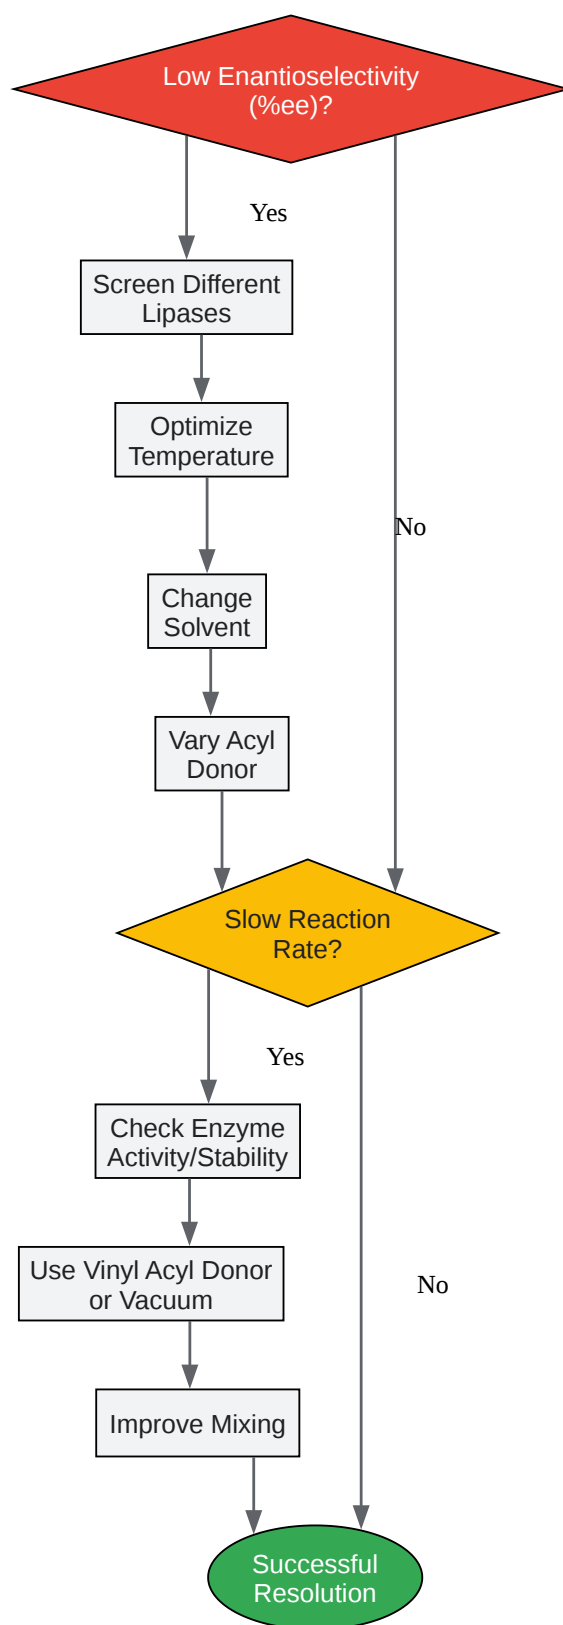 Low Enantioselectivity
(%ee)?
Yes
Screen Different
Lipases
Optimize
Temperature
No
Change
Solvent
Vary Acyl
Donor
Slow Reaction
Rate?
Yes
Check Enzyme
Activity/Stability
Use Vinyl Acyl Donor
or Vacuum
No
Improve Mixing
Successful
Resolution